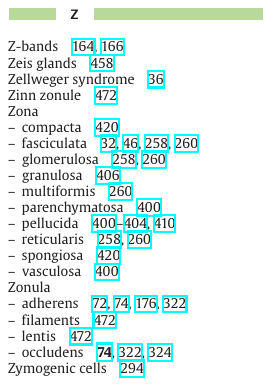 Z
Z-bands 164, 166
Zeis glands 458
Zellweger syndrome 36
Zinn zonule 472
Zona
– compacta 420
– fasciculata 32, 46, 258, 260
– glomerulosa 258, 260
– granulosa 406
– multiformis 260
– parenchymatosa 400
– pellucida 400–404, 410
– reticularis 258, 260
– spongiosa 420
– vasculosa 400
Zonula
– adherens 72, 74, 176, 322
– filaments 472
– lentis 472
– occludens 74, 322, 324
Zymogenic cells 294